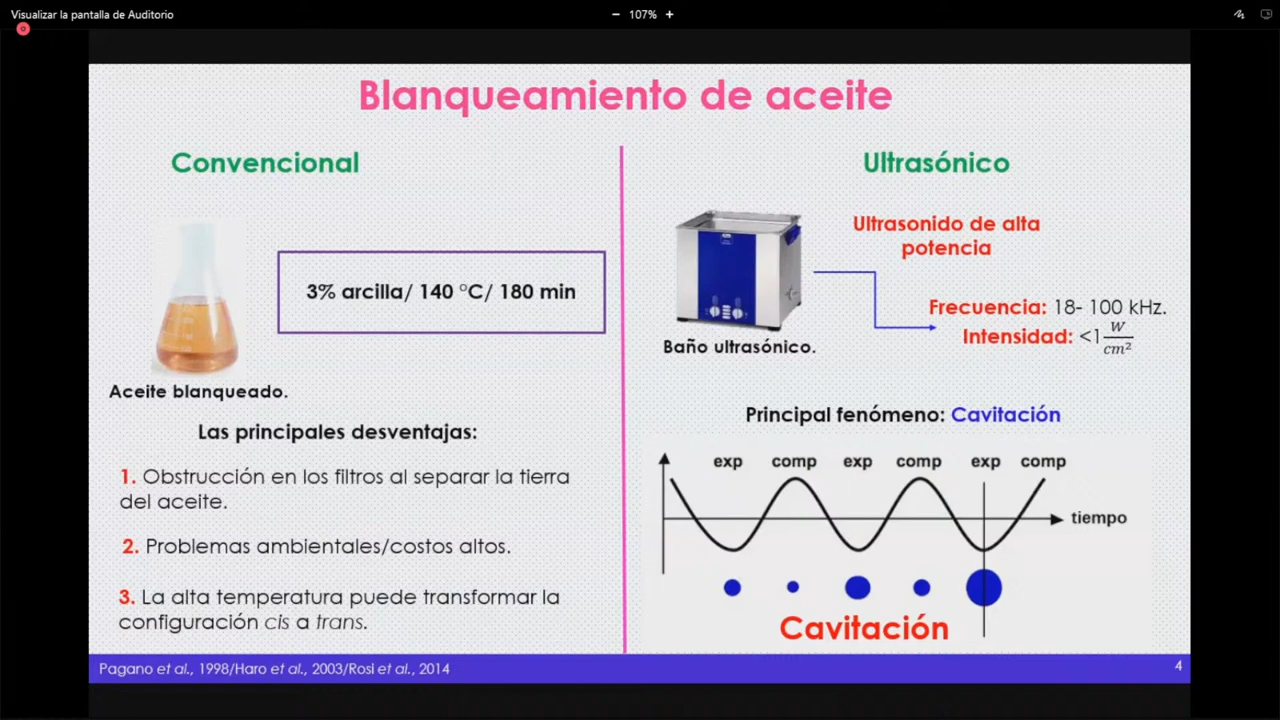 Visualizar la pantalla de Auditorio
− 107% +
Blanqueamiento de aceite
Convencional
3% arcilla/ 140 °C/ 180 min
Aceite blanqueado.
Las principales desventajas:
1. Obstrucción en los filtros al separar la tierra
del aceite.
2. Problemas ambientales/costos altos.
3. La alta temperatura puede transformar la
configuración cis a trans.
Ultrasónico
Ultrasonido de alta
potencia
Frecuencia: 18- 100 kHz.
Intensidad: <1 W/cm²
Baño ultrasónico.
Principal fenómeno: Cavitación
exp comp exp comp exp comp
tiempo
Cavitación
Pagano et al., 1998/Haro et al., 2003/Rosi et al., 2014
4